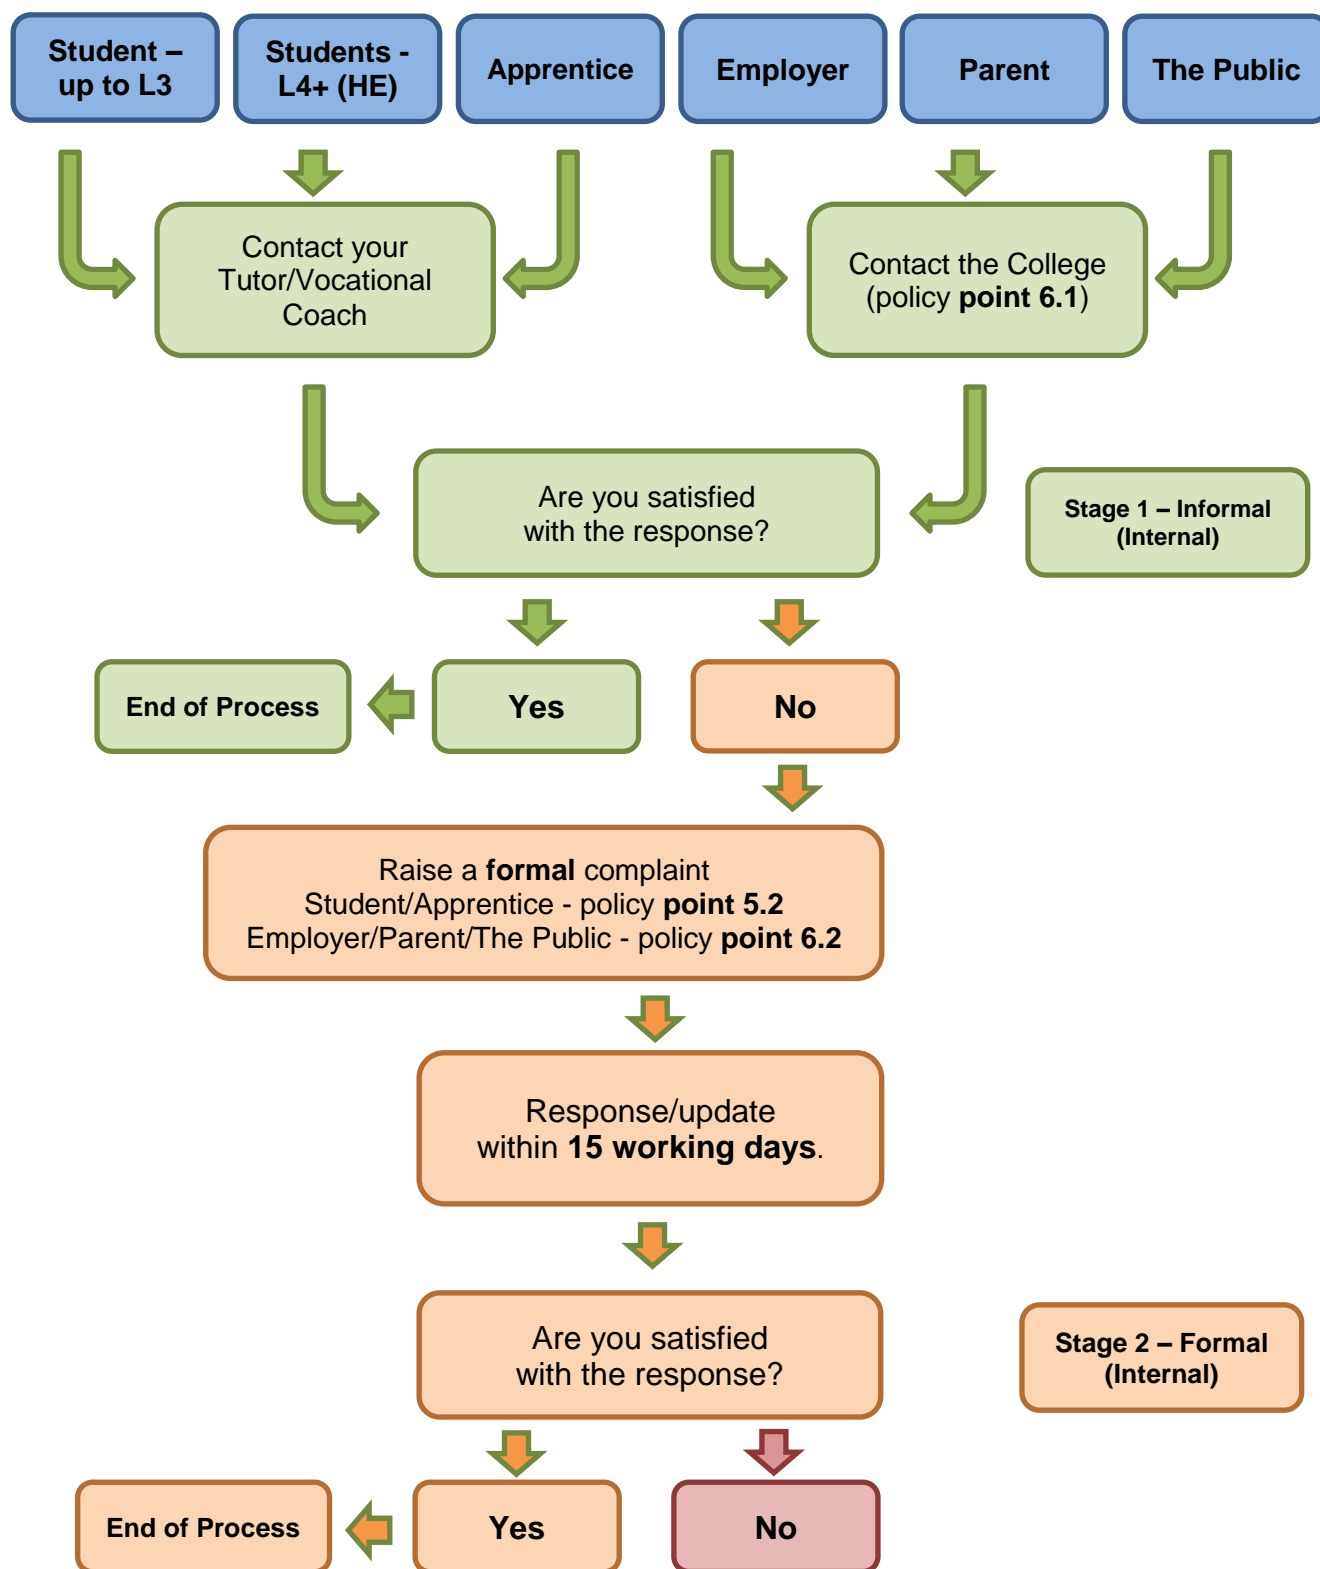 Student –
up to L3
Students -
L4+ (HE)
Apprentice
Employer
Parent
The Public
Contact your
Tutor/Vocational
Coach
Contact the College
(policy point 6.1)
Are you satisfied
with the response?
Stage 1 – Informal
(Internal)
End of Process
Yes
No
Raise a formal complaint
Student/Apprentice - policy point 5.2
Employer/Parent/The Public - policy point 6.2
Response/update
within 15 working days.
Are you satisfied
with the response?
Stage 2 – Formal
(Internal)
End of Process
Yes
No